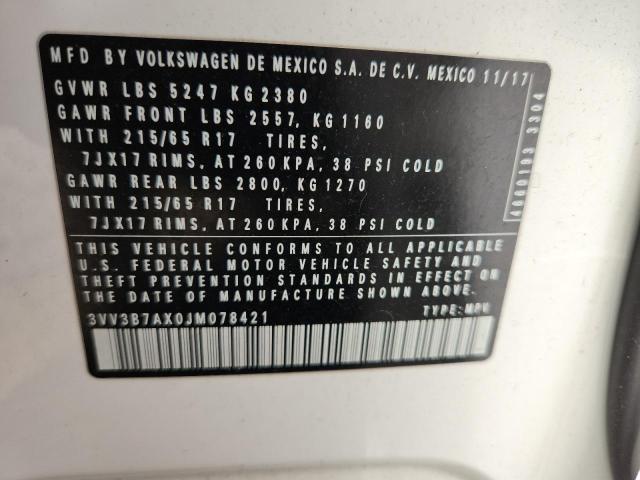 MFD BY VOLKSWAGEN DE MEXICO S.A. DE C.V. MEXICO 11/17
GVWR LBS 5247 KG 2380
GAWR FRONT LBS 2557, KG 1160
WITH 215/65 R17 TIRES,
7JX17 RIMS, AT 260 KPA, 38 PSI COLD
GAWR REAR LBS 2800, KG 1270
WITH 215/65 R17 TIRES,
7JX17 RIMS, AT 260 KPA, 38 PSI COLD
THIS VEHICLE CONFORMS TO ALL APPLICABLE
U.S. FEDERAL MOTOR VEHICLE SAFETY AND
THEFT PREVENTION STANDARDS IN EFFECT ON
THE DATE OF MANUFACTURE SHOWN ABOVE.
3VV3B7AX0JM078421 TYPE: MPV
3304